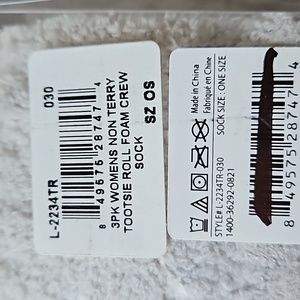 030
L-2234TR
8 49575 28747 4
3PK WOMENS NON TERRY
TOOTSIE ROLL FOAM CREW
SOCK
SZ OS
Made in China
Fabriqué en Chine
SOCK SIZE: ONE SIZE
STYLE# L-2234TR-030
1400-36292-0821
49575 28747 4